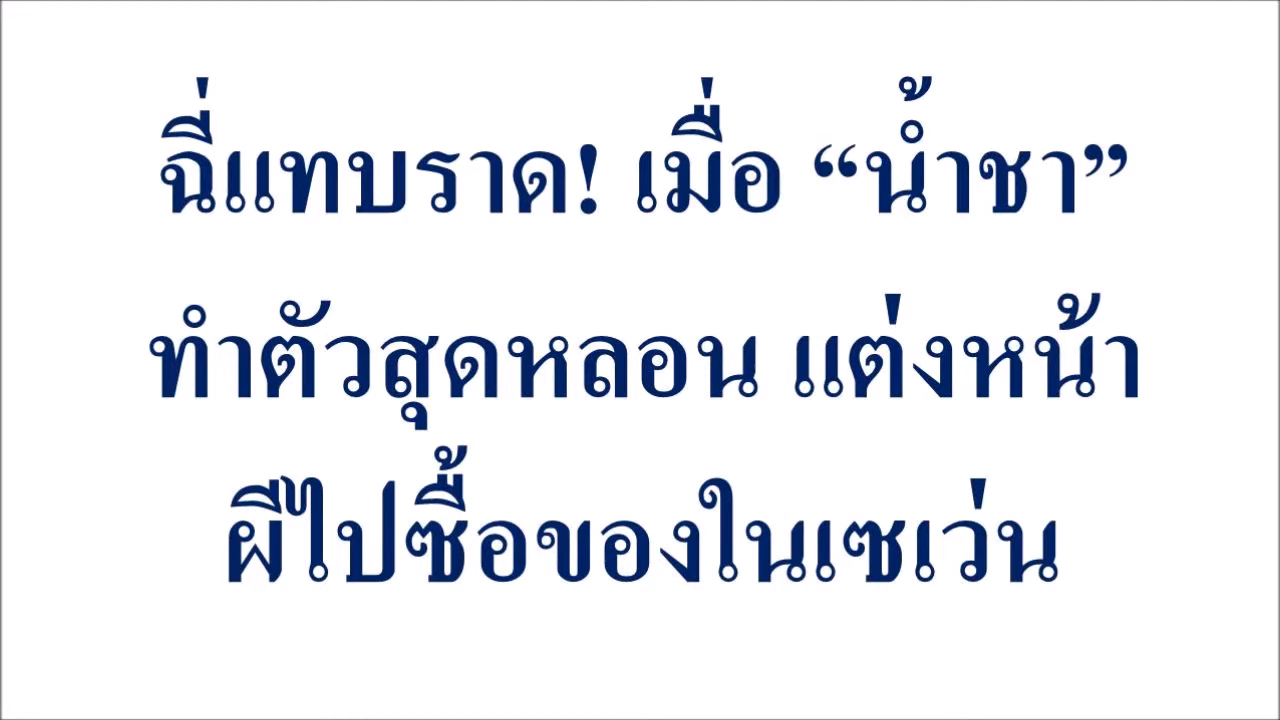 ฉี่แทบราด! เมื่อ “น้ำชา”
ทำตัวสุดหลอน แต่งหน้า
ผีไปซื้อของในเซเว่น